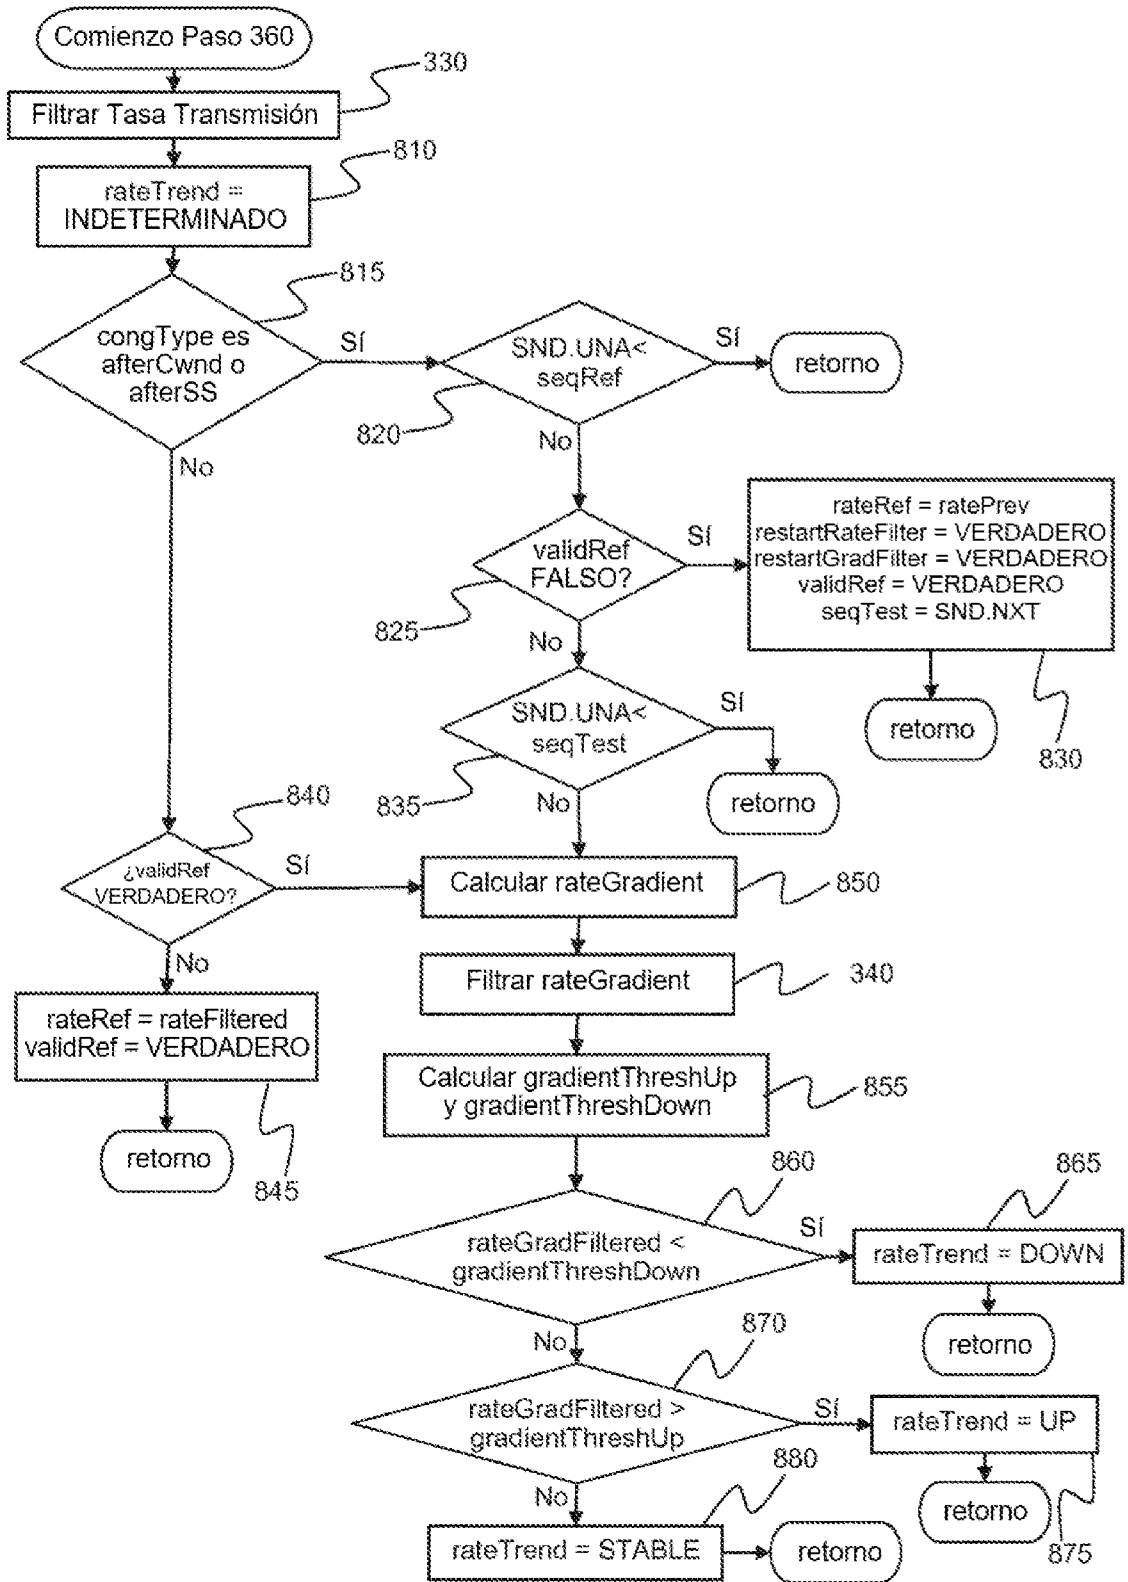 Comienzo Paso 360
330
Filtrar Tasa Transmisión
810
rateTrend =
INDETERMINADO
815
congType es
afterCwnd o
afterSS
Sí
No
SND.UNA<
seqRef
Sí
retorno
820
No
validRef
FALSO?
Sí
825
No
rateRef = ratePrev
restartRateFilter = VERDADERO
restartGradFilter = VERDADERO
validRef = VERDADERO
seqTest = SND.NXT
retorno
830
SND.UNA<
seqTest
Sí
835
No
retorno
840
¿validRef
VERDADERO?
Sí
No
Calcular rateGradient
850
Filtrar rateGradient
340
rateRef = rateFiltered
validRef = VERDADERO
retorno
845
Calcular gradientThreshUp
y gradientThreshDown
855
860
rateGradFiltered <
gradientThreshDown
Sí
865
rateTrend = DOWN
retorno
No
870
rateGradFiltered >
gradientThreshUp
Sí
rateTrend = UP
retorno
875
No
880
rateTrend = STABLE
retorno